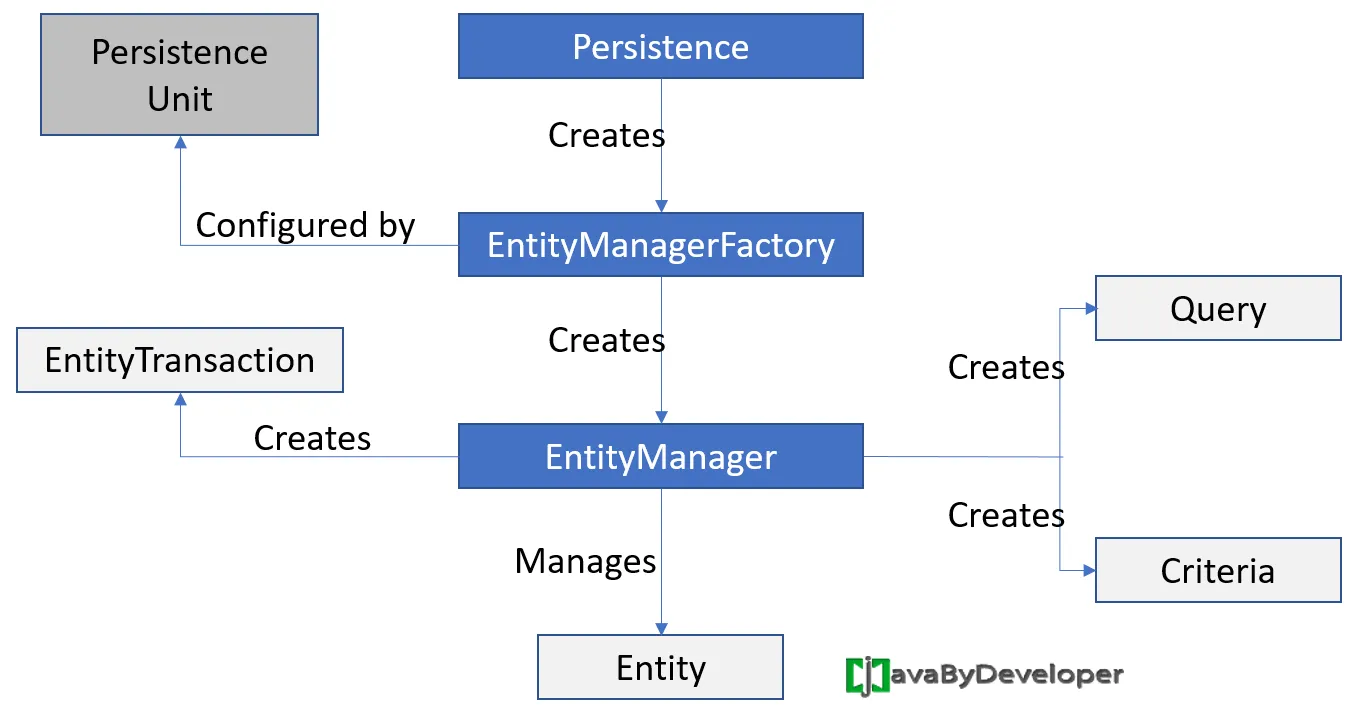 Persistence
Unit
Persistence
Creates
Configured by
EntityManagerFactory
Creates
Query
EntityTransaction
Creates
Creates
EntityManager
Creates
Manages
Criteria
Entity
JavaByDeveloper